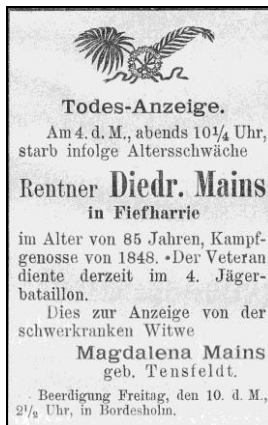 Todes-Anzeige.
Am 4. d. M., abends 10¼ Uhr,
starb infolge Altersschwäche
Rentner Diedr. Mains
in Fiefharrie
im Alter von 85 Jahren, Kampf-
genosse von 1848. •Der Veteran
diente derzeit im 4. Jäger-
bataillon.
Dies zur Anzeige von der
schwerkranken Witwe
Magdalena Mains
geb. Tensfeldt.
Beerdigung Freitag, den 10. d. M.,
2½ Uhr, in Bordesholm.